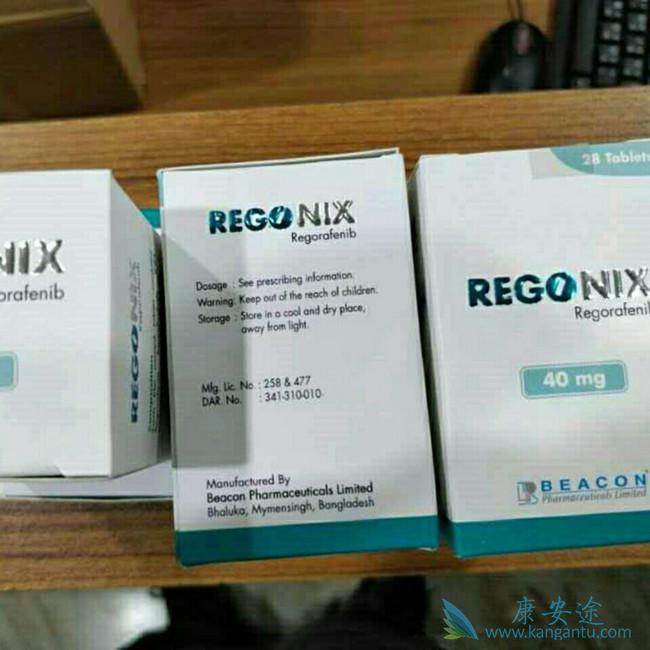 NIX
orafenib
REGONIX
REGONIX
Regorafenib
Dosage : See prescribing information.
Warning: Keep out of the reach of children.
Storage : Store in a cool and dry place,
away from light.
Mfg. Lic. No. : 258 & 477
DAR. No. : 341-310-010
Manufactured By
Beacon Pharmaceuticals Limited
Bhaluka, Mymensingh, Bangladesh
28 Tablets
REGONIX
Regorafenib
40 mg
BEACON
Pharmaceuticals Limited
康安途
www.kangantu.com